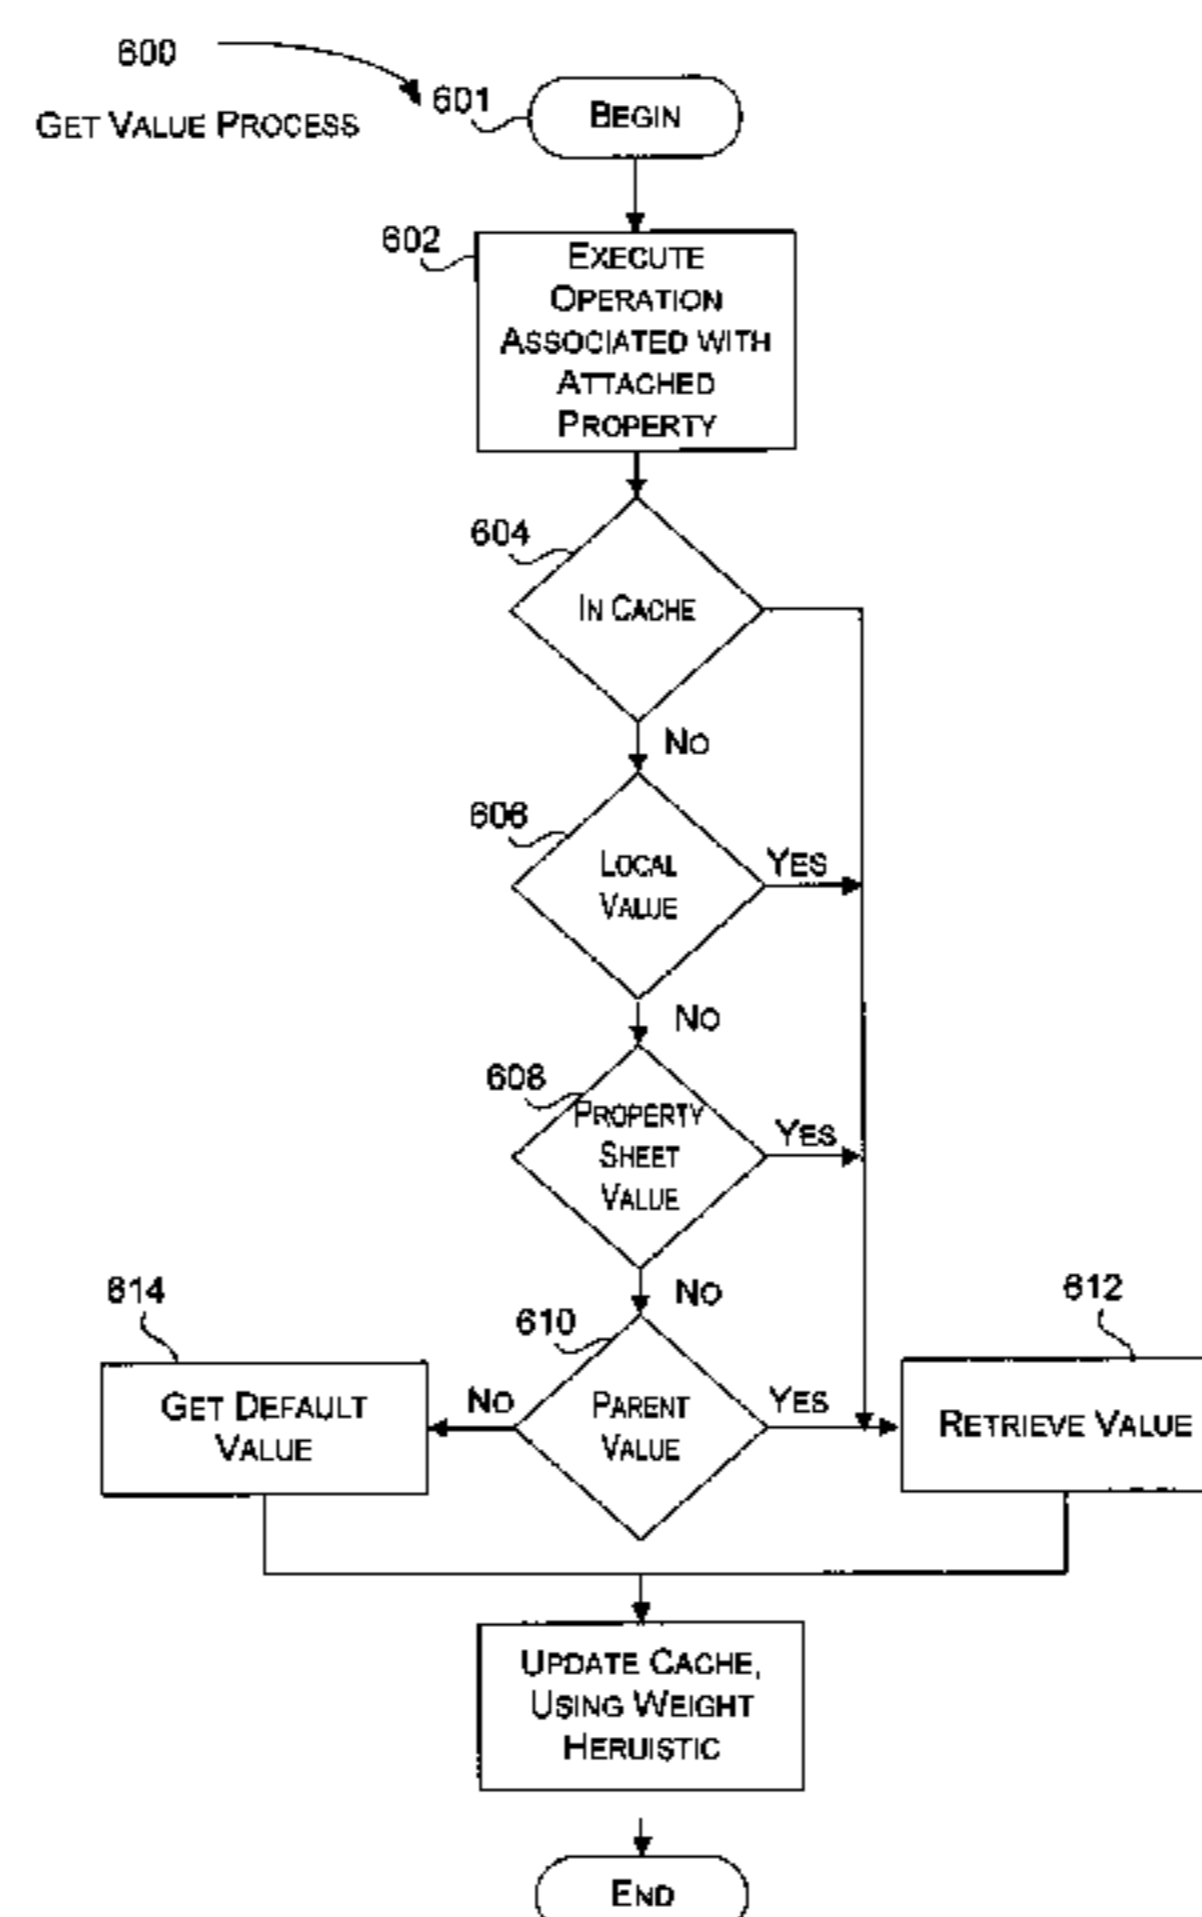 600
GET VALUE PROCESS
601
BEGIN
602
EXECUTE
OPERATION
ASSOCIATED WITH
ATTACHED
PROPERTY
604
IN CACHE
NO
606
LOCAL
VALUE
YES
NO
608
PROPERTY
SHEET
VALUE
YES
NO
614
610
612
GET DEFAULT
VALUE
NO
PARENT
VALUE
YES
RETRIEVE VALUE
UPDATE CACHE,
USING WEIGHT
HERUISTIC
END